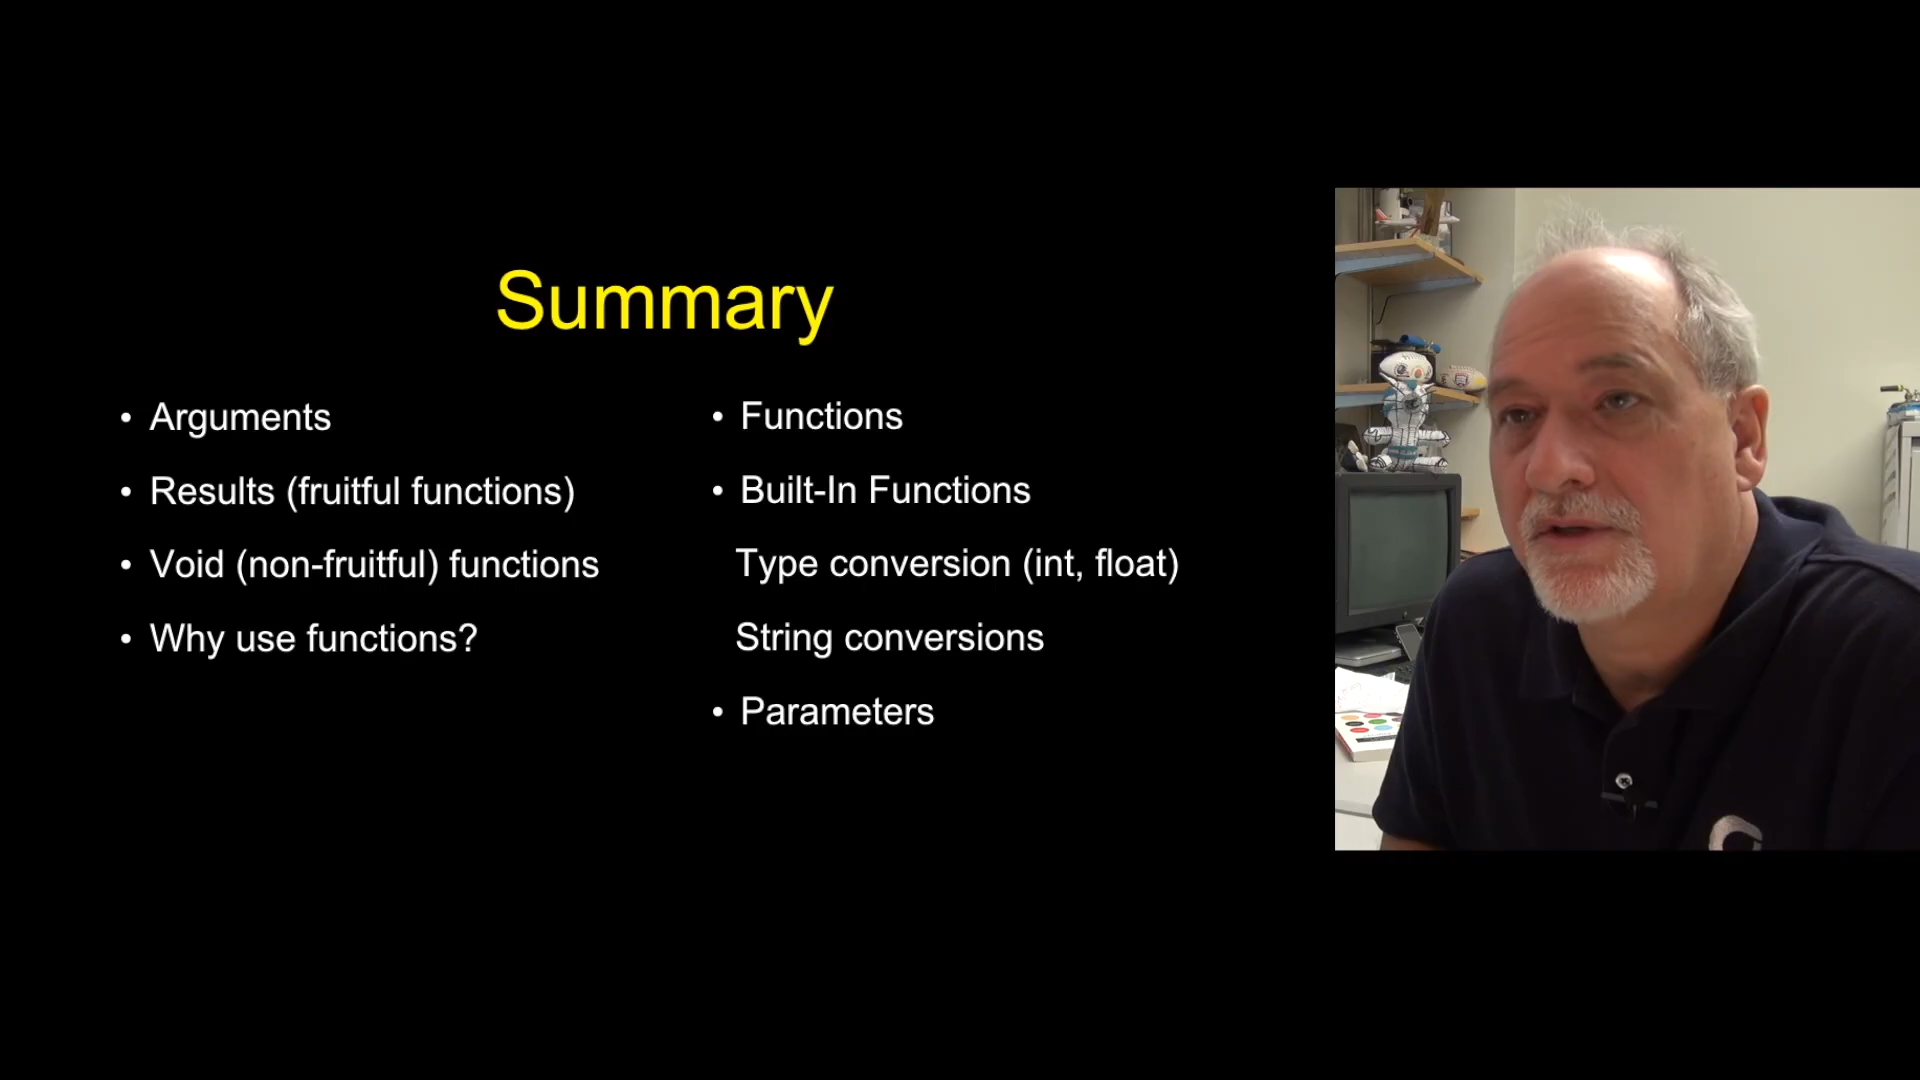 Summary
• Arguments
• Results (fruitful functions)
• Void (non-fruitful) functions
• Why use functions?
• Functions
• Built-In Functions
Type conversion (int, float)
String conversions
• Parameters